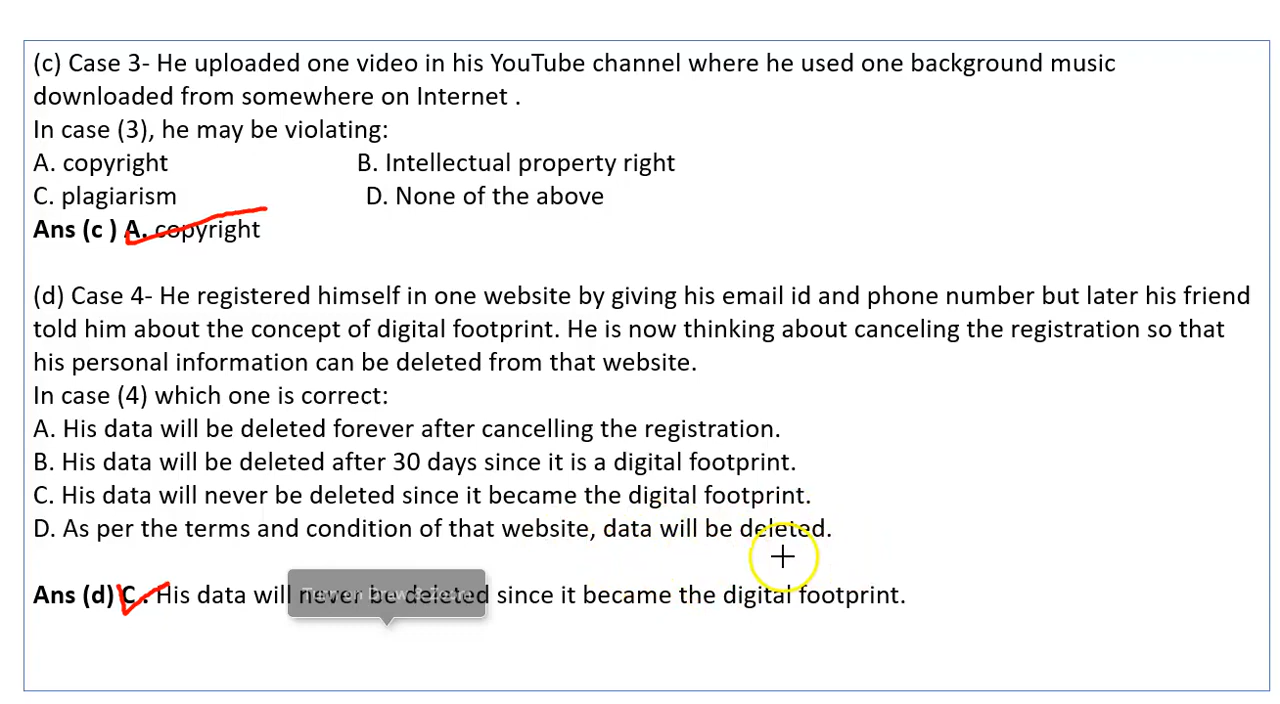 (c) Case 3- He uploaded one video in his YouTube channel where he used one background music
downloaded from somewhere on Internet .
In case (3), he may be violating:
A. copyright B. Intellectual property right
C. plagiarism D. None of the above
Ans (c ) A. copyright
(d) Case 4- He registered himself in one website by giving his email id and phone number but later his friend
told him about the concept of digital footprint. He is now thinking about canceling the registration so that
his personal information can be deleted from that website.
In case (4) which one is correct:
A. His data will be deleted forever after cancelling the registration.
B. His data will be deleted after 30 days since it is a digital footprint.
C. His data will never be deleted since it became the digital footprint.
D. As per the terms and condition of that website, data will be deleted.
Ans (d) C . His data will never be deleted since it became the digital footprint.